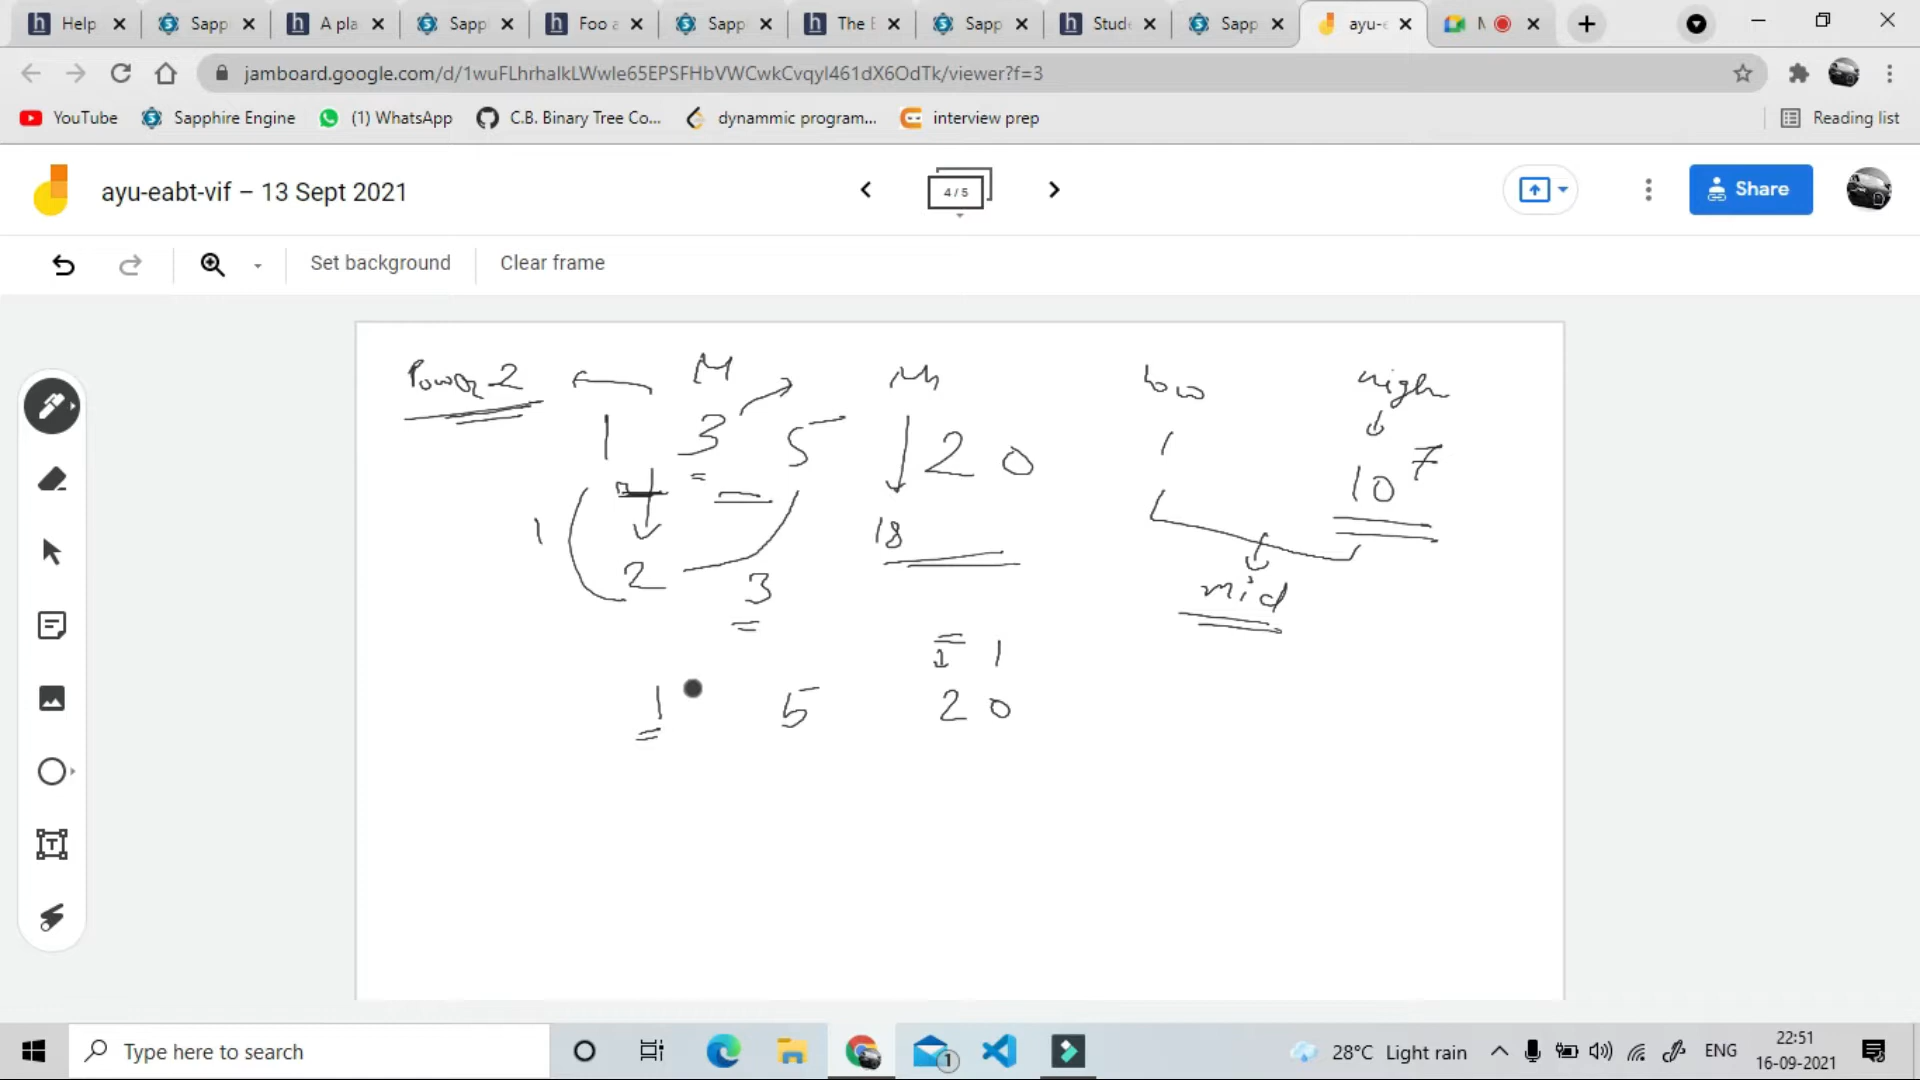 Help
Sapp
A pla
Sapp
Foo a
Sapp
The E
Sapp
Stud
Sapp
ayu-e
M
jamboard.google.com/d/1wuFLhrhalkLWwle65EPSFHbVWCwkCvqyl461dX6OdTk/viewer?f=3
YouTube
Sapphire Engine
(1) WhatsApp
C.B. Binary Tree Co...
dynammic program...
interview prep
Reading list
ayu-eabt-vif – 13 Sept 2021
4 / 5
Share
Set background
Clear frame
Power 2
M
low
high
1 3 5 20
1
10 7
1
18
2 3
mid
1
1 5 20
Type here to search
1
28°C Light rain
ENG
22:51
16-09-2021